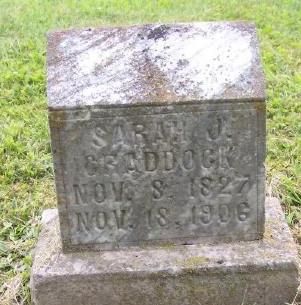 SARAH J.
CRADDOCK
NOV. 8. 1827
NOV. 18. 1906